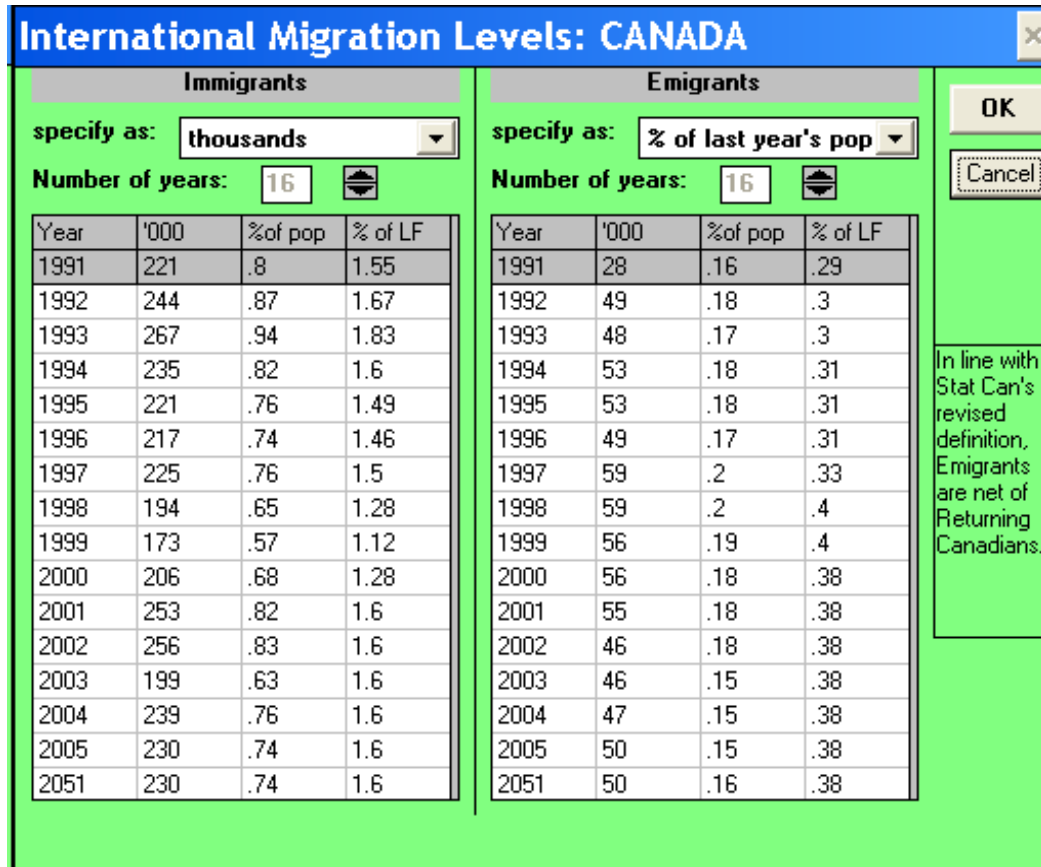 International Migration Levels: CANADA
Immigrants
specify as: thousands
Number of years: 16
Year '000 %of pop % of LF
1991 221 .8 1.55
1992 244 .87 1.67
1993 267 .94 1.83
1994 235 .82 1.6
1995 221 .76 1.49
1996 217 .74 1.46
1997 225 .76 1.5
1998 194 .65 1.28
1999 173 .57 1.12
2000 206 .68 1.28
2001 253 .82 1.6
2002 256 .83 1.6
2003 199 .63 1.6
2004 239 .76 1.6
2005 230 .74 1.6
2051 230 .74 1.6
Emigrants
specify as: % of last year's pop
Number of years: 16
Year '000 %of pop % of LF
1991 28 .16 .29
1992 49 .18 .3
1993 48 .17 .3
1994 53 .18 .31
1995 53 .18 .31
1996 49 .17 .31
1997 59 .2 .33
1998 59 .2 .4
1999 56 .19 .4
2000 56 .18 .38
2001 55 .18 .38
2002 46 .18 .38
2003 46 .15 .38
2004 47 .15 .38
2005 50 .15 .38
2051 50 .16 .38
OK
Cancel
In line with
Stat Can's
revised
definition,
Emigrants
are net of
Returning
Canadians.